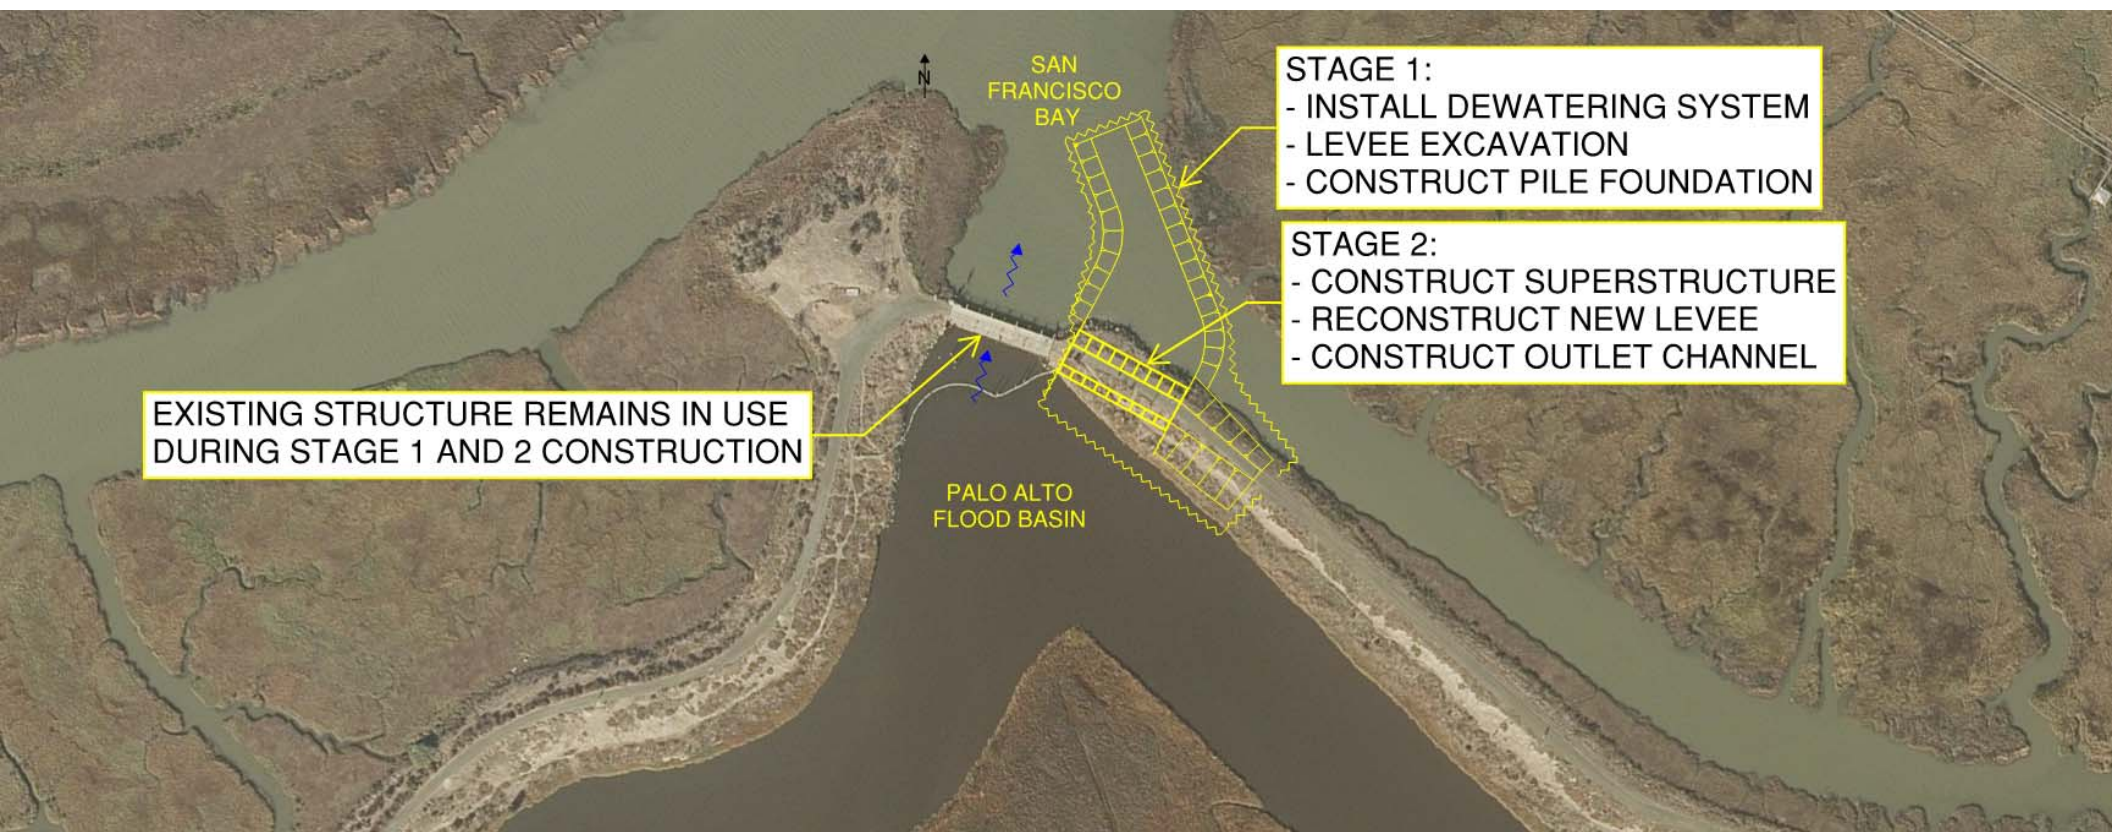 N
SAN
FRANCISCO
BAY
STAGE 1:
- INSTALL DEWATERING SYSTEM
- LEVEE EXCAVATION
- CONSTRUCT PILE FOUNDATION
STAGE 2:
- CONSTRUCT SUPERSTRUCTURE
- RECONSTRUCT NEW LEVEE
- CONSTRUCT OUTLET CHANNEL
EXISTING STRUCTURE REMAINS IN USE
DURING STAGE 1 AND 2 CONSTRUCTION
PALO ALTO
FLOOD BASIN